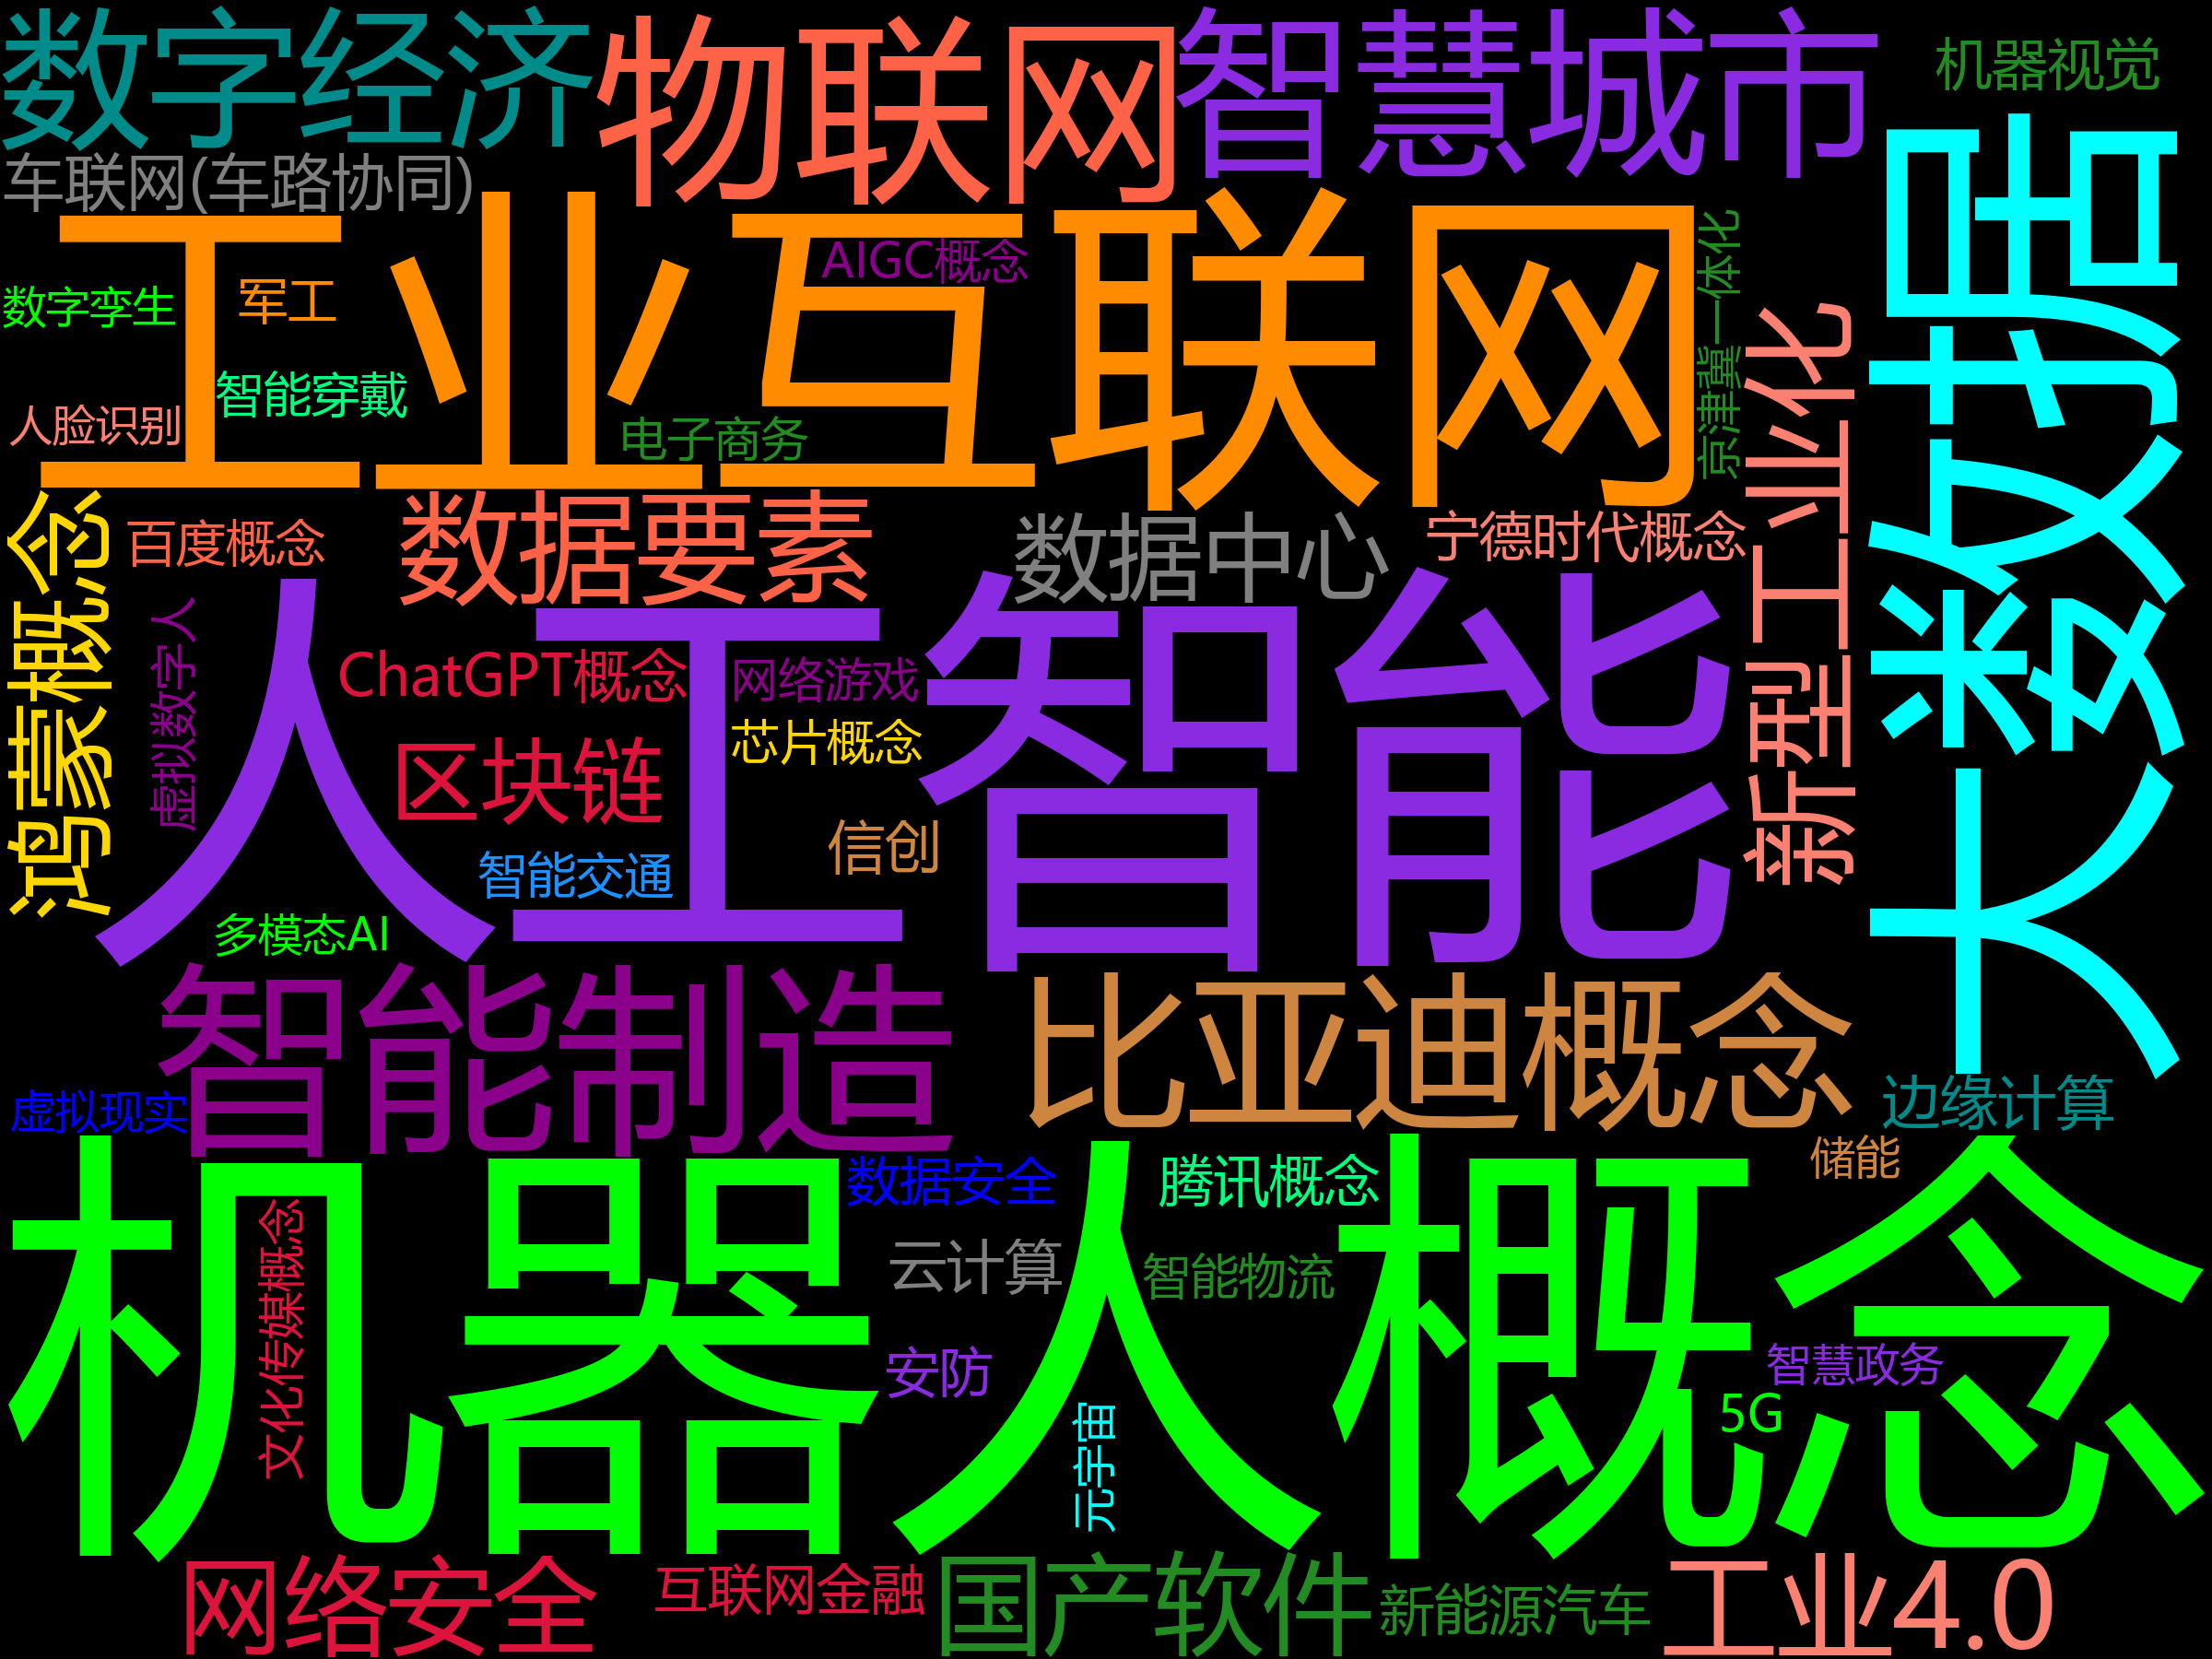 数字经济
物联网
智慧城市
机器视觉
车联网(车路协同)
工业互联网
AIGC概念
京津冀一体化
大数据
数字孪生
军工
新型工业化
智能穿戴
人脸识别
电子商务
鸿蒙概念
百度概念
数据要素
数据中心
宁德时代概念
人工智能
虚拟数字人
ChatGPT概念
网络游戏
芯片概念
区块链
信创
智能交通
多模态AI
智能制造
比亚迪概念
虚拟现实
边缘计算
机器人概念
储能
数据安全
腾讯概念
文化传媒概念
云计算
智能物流
安防
智慧政务
5G
元宇宙
网络安全
互联网金融
国产软件
新能源汽车
工业4.0